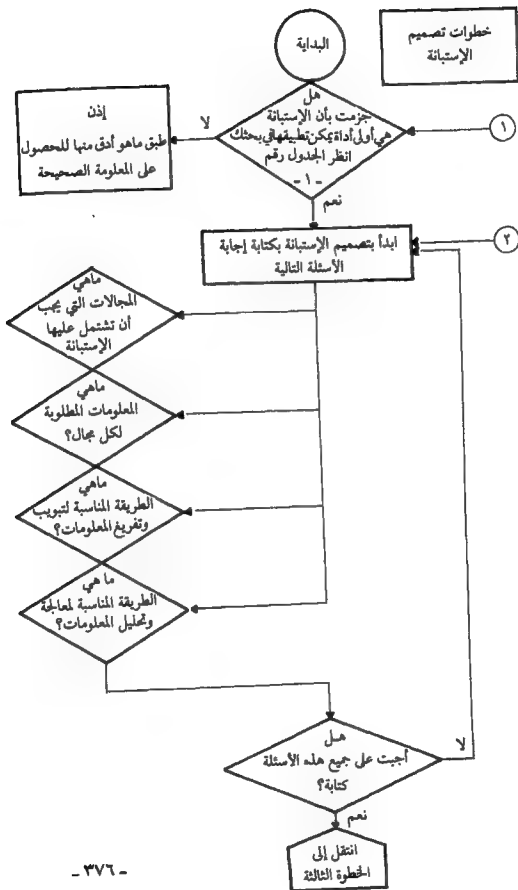 خطوات تصميم
الإستبانة
البداية
هل
جزمت بأن الإستبانة
هي أولى أداة يمكن تطبيقها في بحثك
انظر الجدول رقم
- ١ -
١
لا
إذن
طبق ماهو أدق منها للحصول
على المعلومة الصحيحة
نعم
٢
ابدأ بتصميم الإستبانة بكتابة إجابة
الأسئلة التالية
ماهي
المجالات التي يجب
أن تشتمل عليها
الإستبانة
ماهي
المعلومات المطلوبة
لكل مجال؟
ماهي
الطريقة المناسبة لتبويب
وتفريغ المعلومات؟
ما هي
الطريقة المناسبة لمعالجة
وتحليل المعلومات؟
هل
أجبت على جميع هذه الأسئلة
كتابة؟
لا
نعم
انتقل إلى
الخطوة الثالثة
- ٣٧٦ -